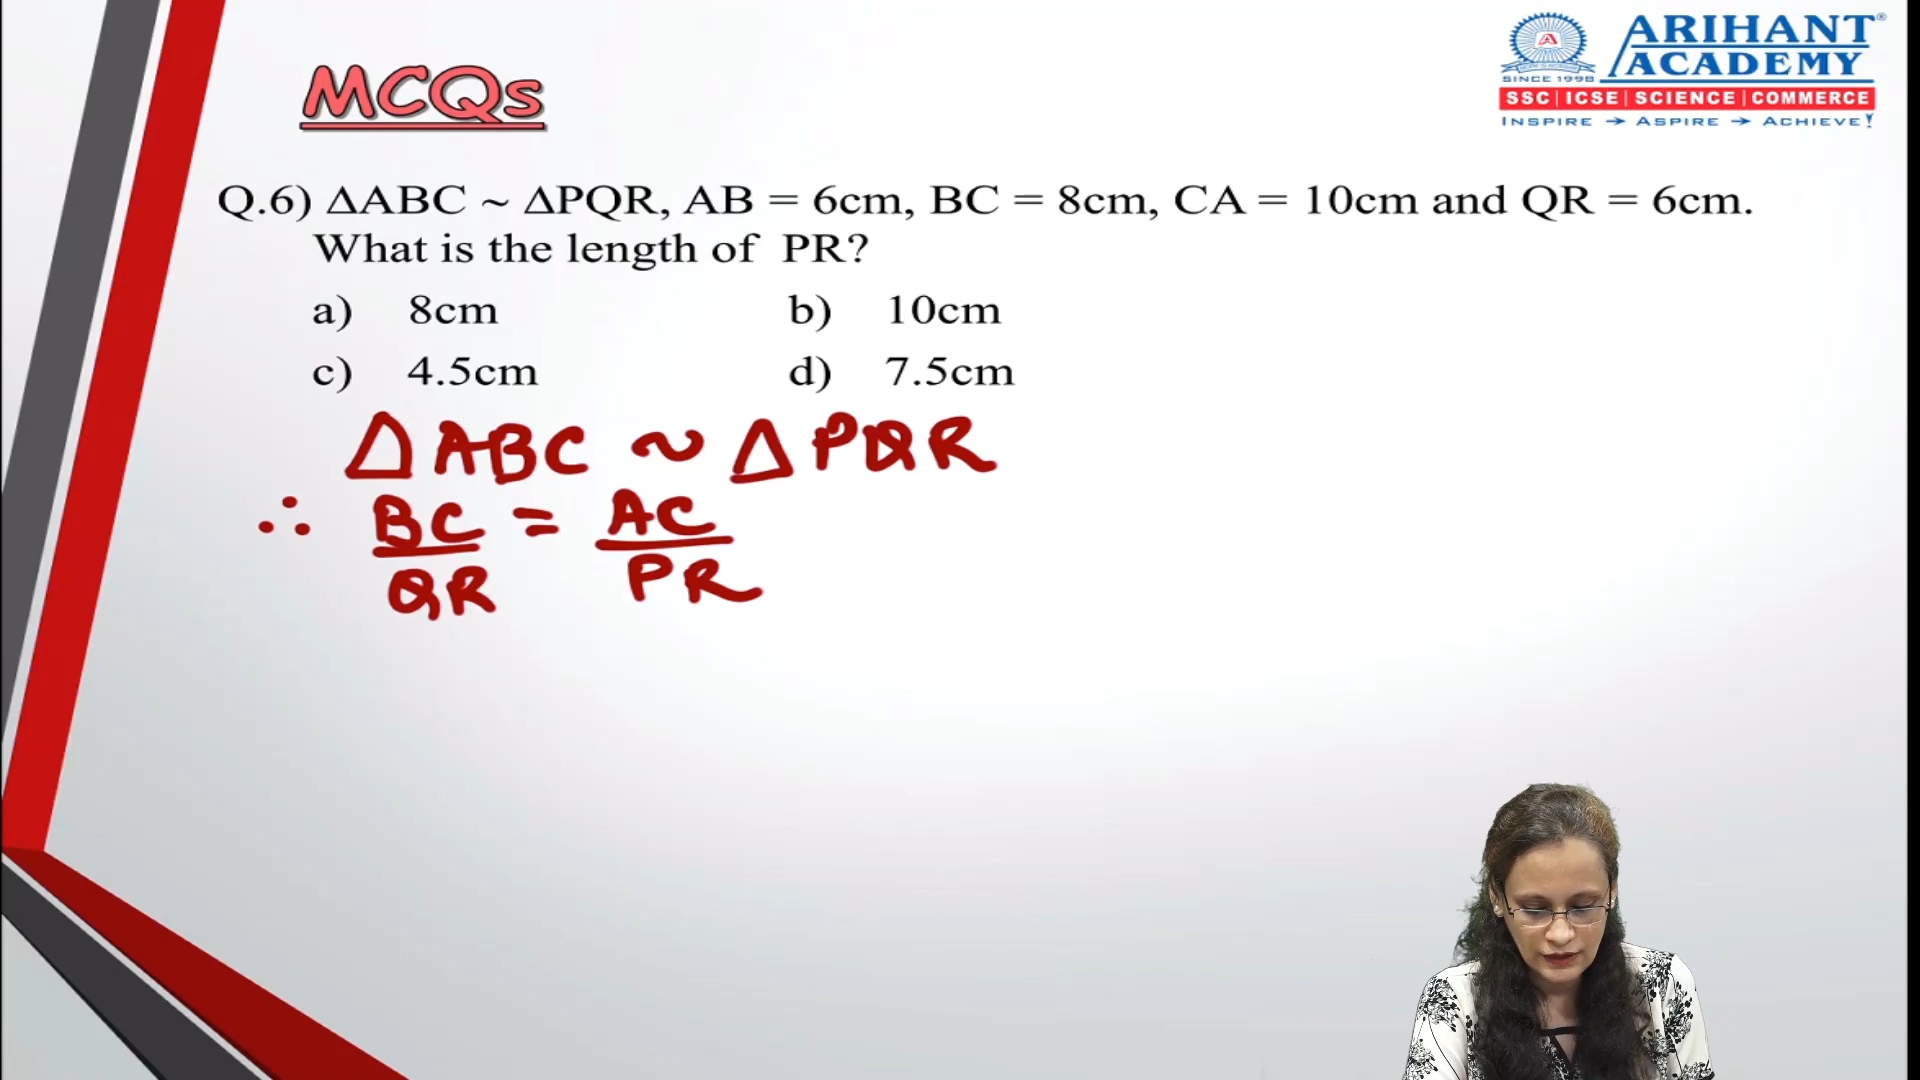 MCQs
A
SINCE 1998
ARIHANT®
ACADEMY
SSC | ICSE | SCIENCE | COMMERCE
INSPIRE → ASPIRE → ACHIEVE!
Q.6) ΔABC ~ ΔPQR, AB = 6cm, BC = 8cm, CA = 10cm and QR = 6cm.
What is the length of PR?
a) 8cm b) 10cm
c) 4.5cm d) 7.5cm
Δ ABC ~ Δ PQR
∴ BC = AC
QR PR